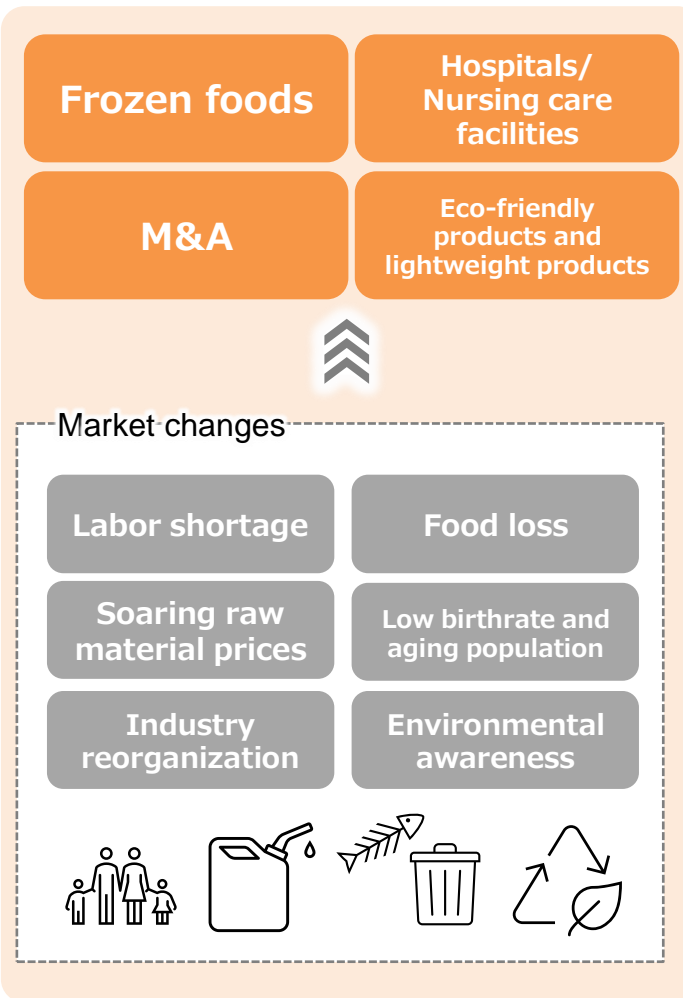 Frozen foods
Hospitals/
Nursing care
facilities
M&A
Eco-friendly
products and
lightweight products
Market changes
Labor shortage
Food loss
Soaring raw
material prices
Low birthrate and
aging population
Industry
reorganization
Environmental
awareness